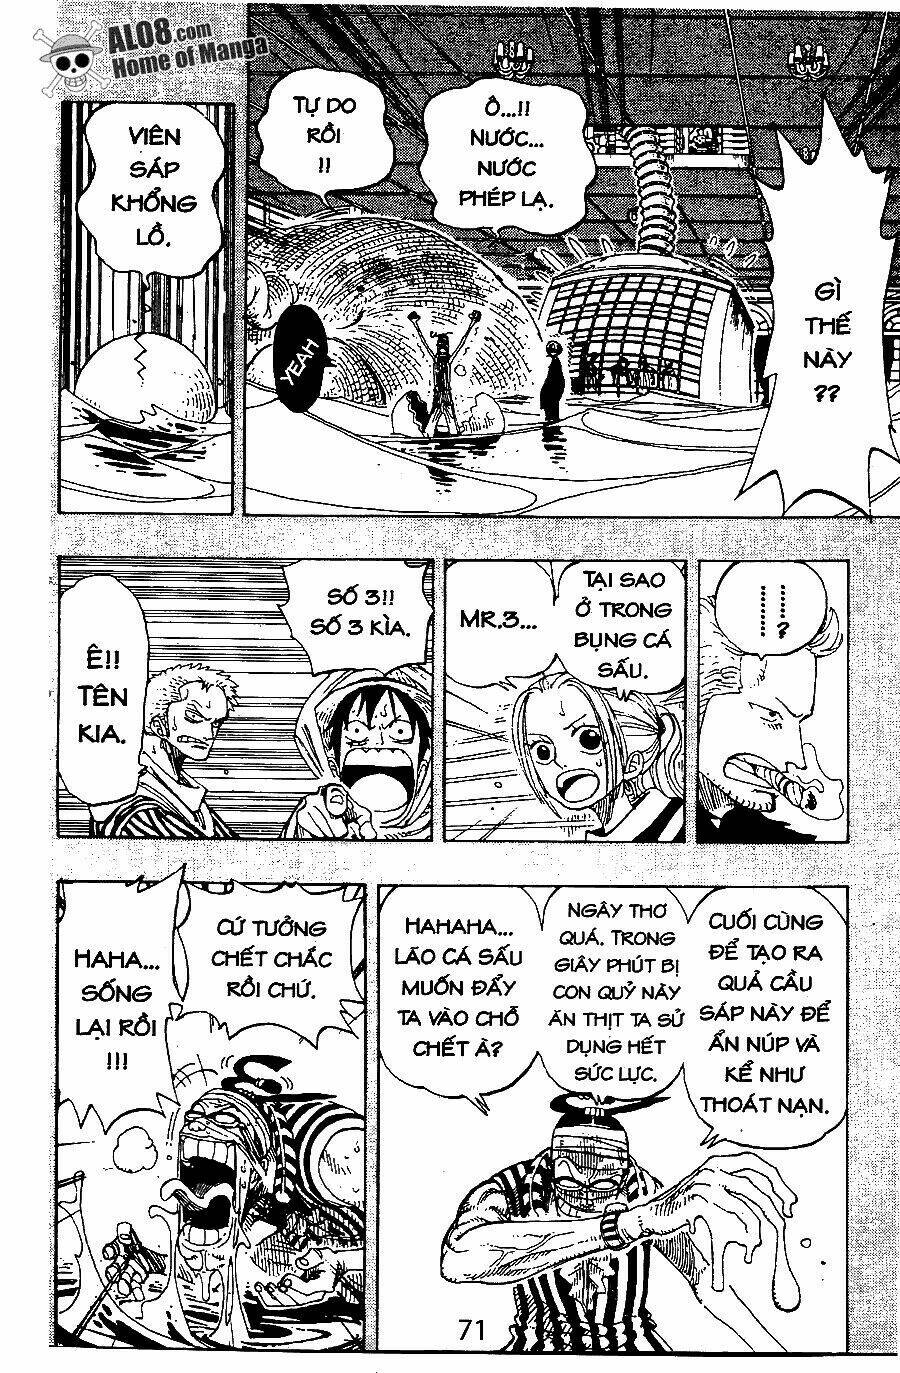 AL08.com
Home of Manga
VIÊN
SÁP
KHỔNG
LỒ.
TỰ DO
RỒI
!!
Ô...!!
NƯỚC...
NƯỚC
PHÉP LẠ.
GÌ
THẾ
NÀY
??
YEAH
Ê!!
TÊN
KIA.
SỐ 3!!
SỐ 3 KÌA.
MR.3...
TẠI SAO
Ở TRONG
BỤNG CÁ
SẤU.
........
........?
HAHA...
SỐNG
LẠI RỒI
!!!
CỨ TƯỞNG
CHẾT CHẮC
RỒI CHỨ.
HAHAHA...
LÃO CÁ SẤU
MUỐN ĐẨY
TA VÀO CHỖ
CHẾT À?
NGÂY THƠ
QUÁ. TRONG
GIÂY PHÚT BỊ
CON QUỶ NÀY
ĂN THỊT TA SỬ
DỤNG HẾT
SỨC LỰC.
CUỐI CÙNG
ĐỂ TẠO RA
QUẢ CẦU
SÁP NÀY ĐỂ
ẨN NÚP VÀ
KỂ NHƯ
THOÁT NẠN.
71